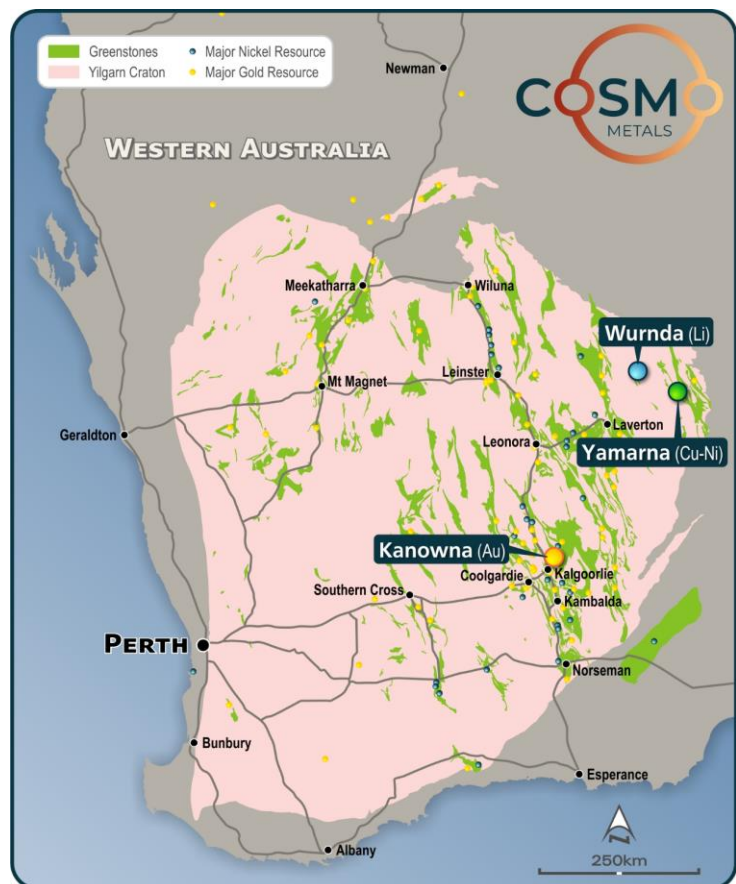 Greenstones
Major Nickel Resource
Yilgarn Craton
Major Gold Resource
Newman
COSMO
METALS
WESTERN AUSTRALIA
Meekatharra
Wiluna
Wurnda (Li)
Leinster
Mt Magnet
Laverton
Geraldton
Leonora
Yamarna (Cu-Ni)
Kanowna (Au)
Coolgardie
Kalgoorlie
Southern Cross
Kambalda
PERTH
Norseman
Bunbury
Esperance
N
250km
Albany